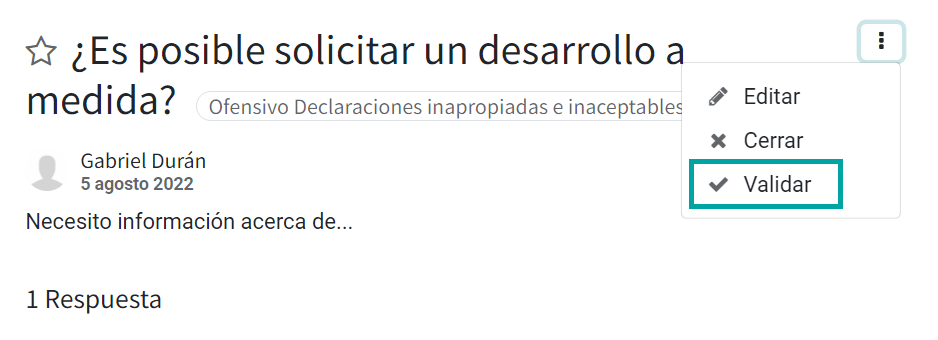 ¿Es posible solicitar un desarrollo a
medida? Ofensivo Declaraciones inapropiadas e inaceptables
Editar
Cerrar
Validar
Gabriel Durán
5 agosto 2022
Necesito información acerca de...
1 Respuesta